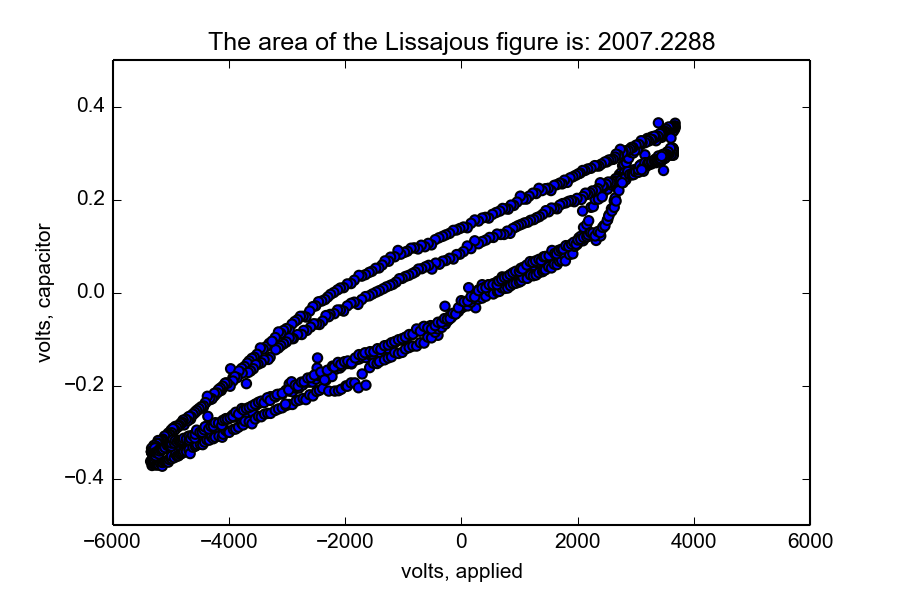 The area of the Lissajous figure is: 2007.2288
0.4
0.2
0.0
−0.2
−0.4
volts, capacitor
−6000 −4000 −2000 0 2000 4000 6000
volts, applied